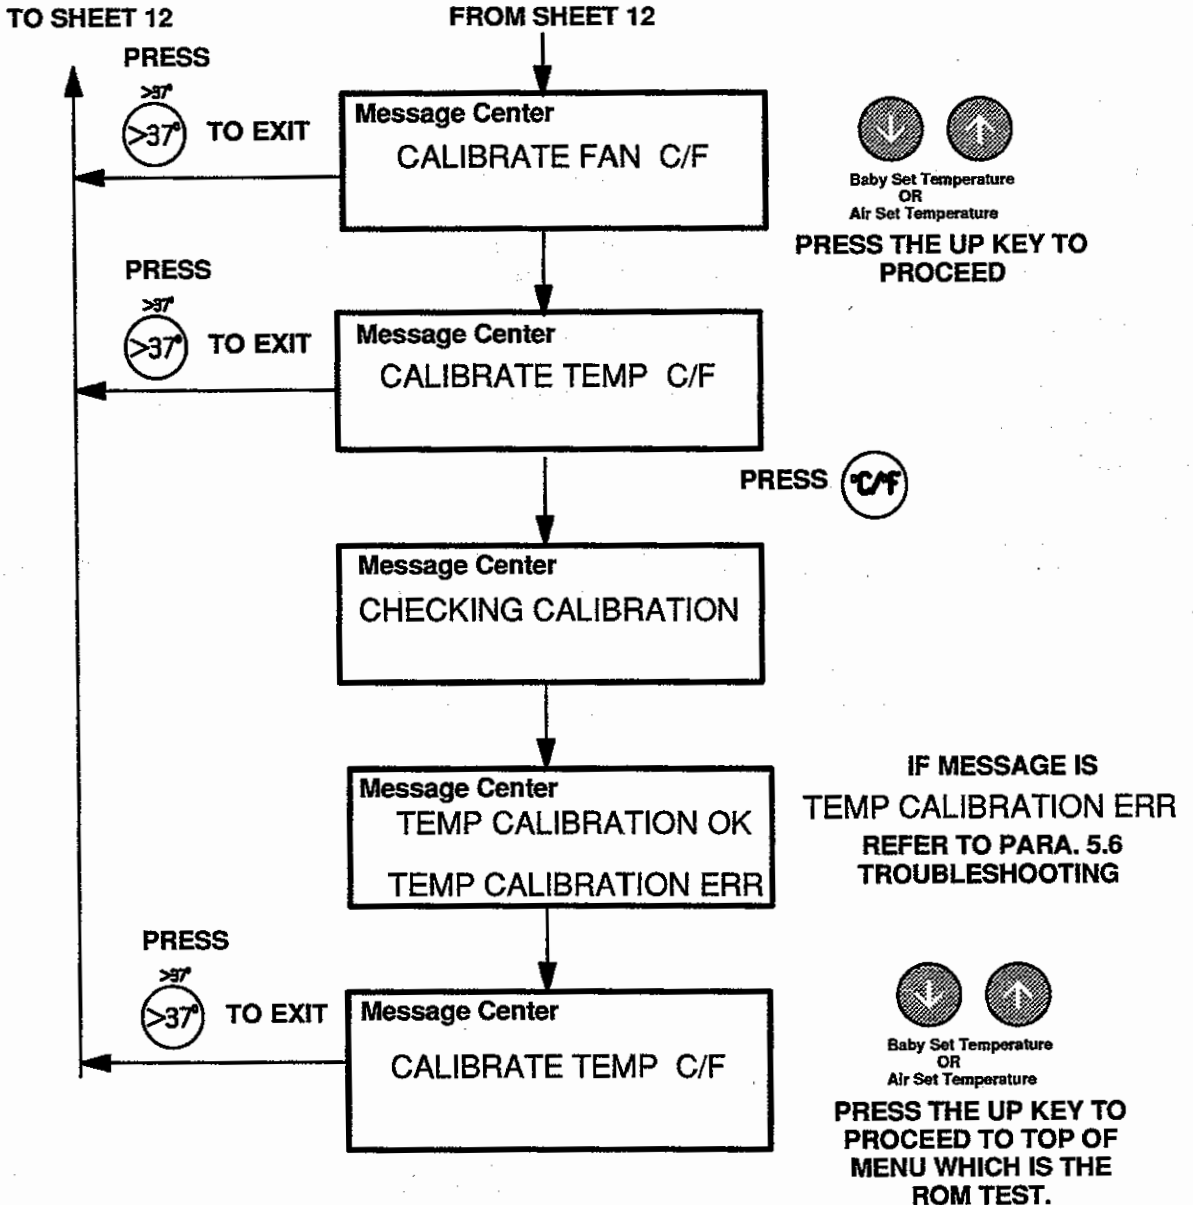 TO SHEET 12
FROM SHEET 12
PRESS
>37°
>37° TO EXIT
Message Center
CALIBRATE FAN C/F
Baby Set Temperature
OR
Air Set Temperature
PRESS THE UP KEY TO
PROCEED
PRESS
>37°
>37° TO EXIT
Message Center
CALIBRATE TEMP C/F
PRESS °C/°F
Message Center
CHECKING CALIBRATION
Message Center
TEMP CALIBRATION OK
TEMP CALIBRATION ERR
IF MESSAGE IS
TEMP CALIBRATION ERR
REFER TO PARA. 5.6
TROUBLESHOOTING
PRESS
>37°
>37° TO EXIT
Message Center
CALIBRATE TEMP C/F
Baby Set Temperature
OR
Air Set Temperature
PRESS THE UP KEY TO
PROCEED TO TOP OF
MENU WHICH IS THE
ROM TEST.